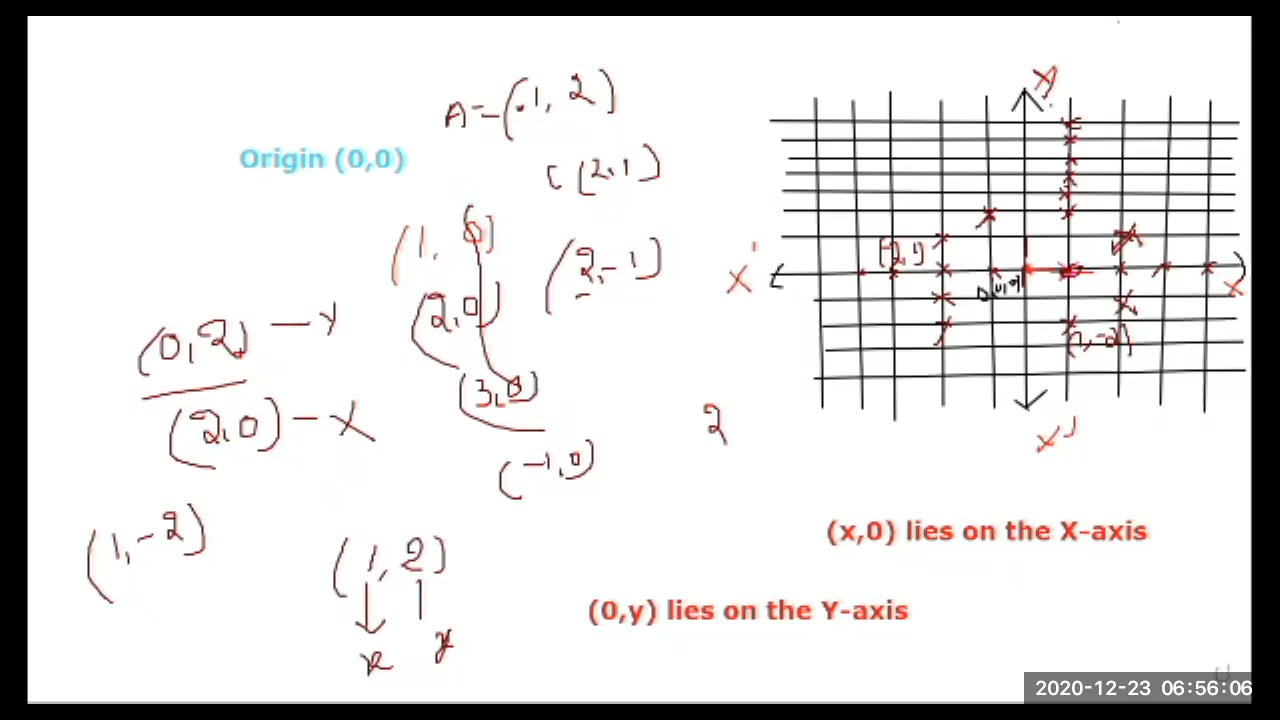 A=-(.1, 2)
Origin (0,0)
C (2,1)
(1, 0)
(2,-1)
(2,0)
(0,2) - Y
(3,0)
(2,0) - X
(-1,0)
2
(1,-2)
(1, 2)
x y
X'
X
(1,-2)
(x,0) lies on the X-axis
(0,y) lies on the Y-axis
2020-12-23 06:56:06